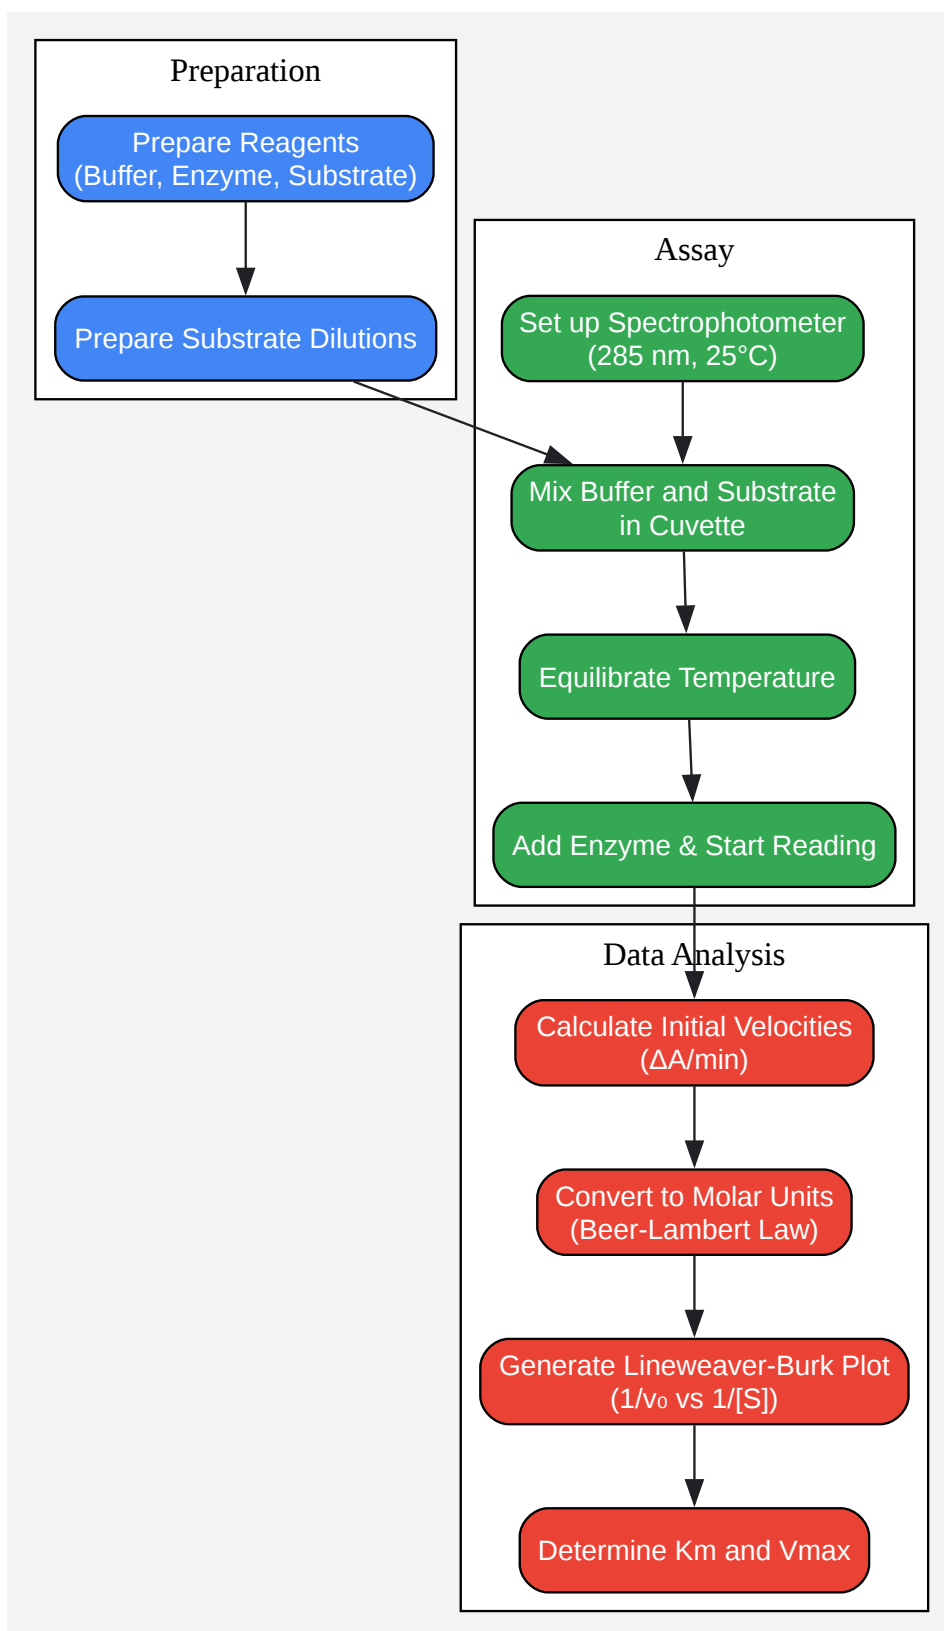 Preparation
Prepare Reagents
(Buffer, Enzyme, Substrate)
Prepare Substrate Dilutions
Assay
Set up Spectrophotometer
(285 nm, 25°C)
Mix Buffer and Substrate
in Cuvette
Equilibrate Temperature
Add Enzyme & Start Reading
Data Analysis
Calculate Initial Velocities
(ΔA/min)
Convert to Molar Units
(Beer-Lambert Law)
Generate Lineweaver-Burk Plot
(1/v₀ vs 1/[S])
Determine Km and Vmax